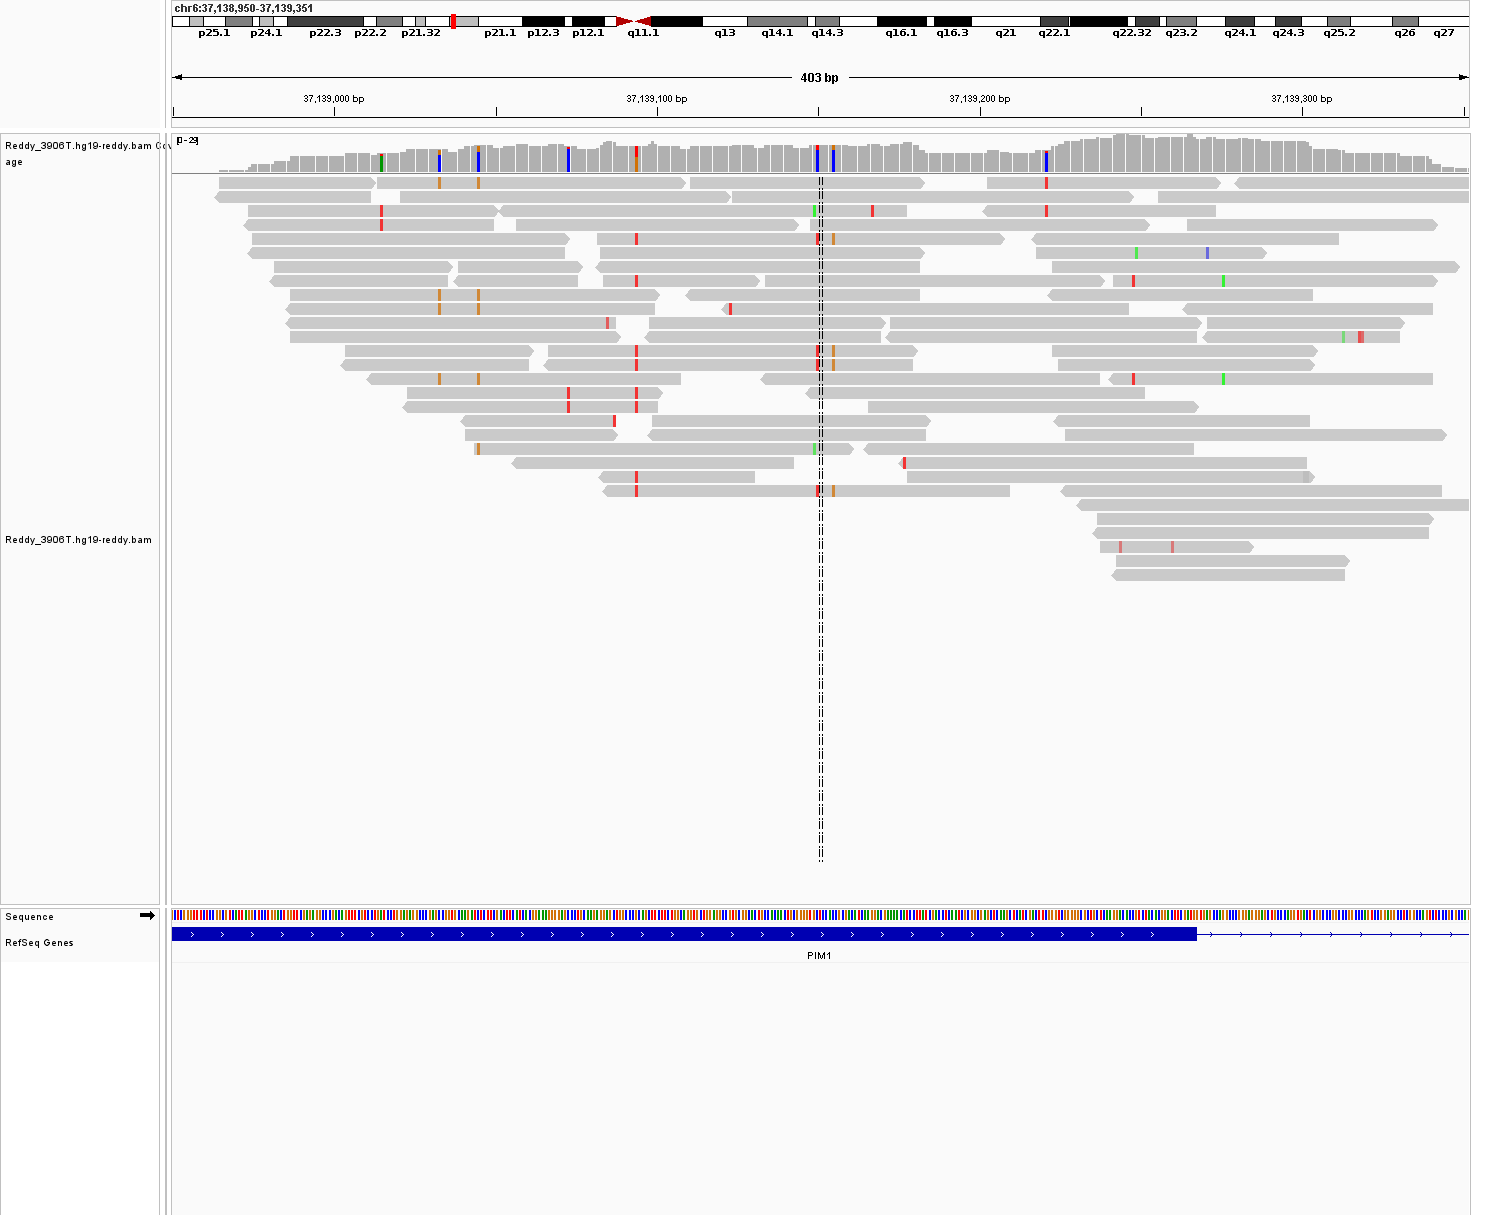 chr6:37,138,950-37,139,351
p25.1 p24.1 p22.3 p22.2 p21.32 p21.1 p12.3 p12.1 q11.1 q13 q14.1 q14.3 q16.1 q16.3 q21 q22.1 q22.32 q23.2 q24.1 q24.3 q25.2 q26 q27
403 bp
37,139,000 bp 37,139,100 bp 37,139,200 bp 37,139,300 bp
[0-29]
Reddy_3906T.hg19-reddy.bam Cov
age
Reddy_3906T.hg19-reddy.bam
Sequence
RefSeq Genes
PIM1